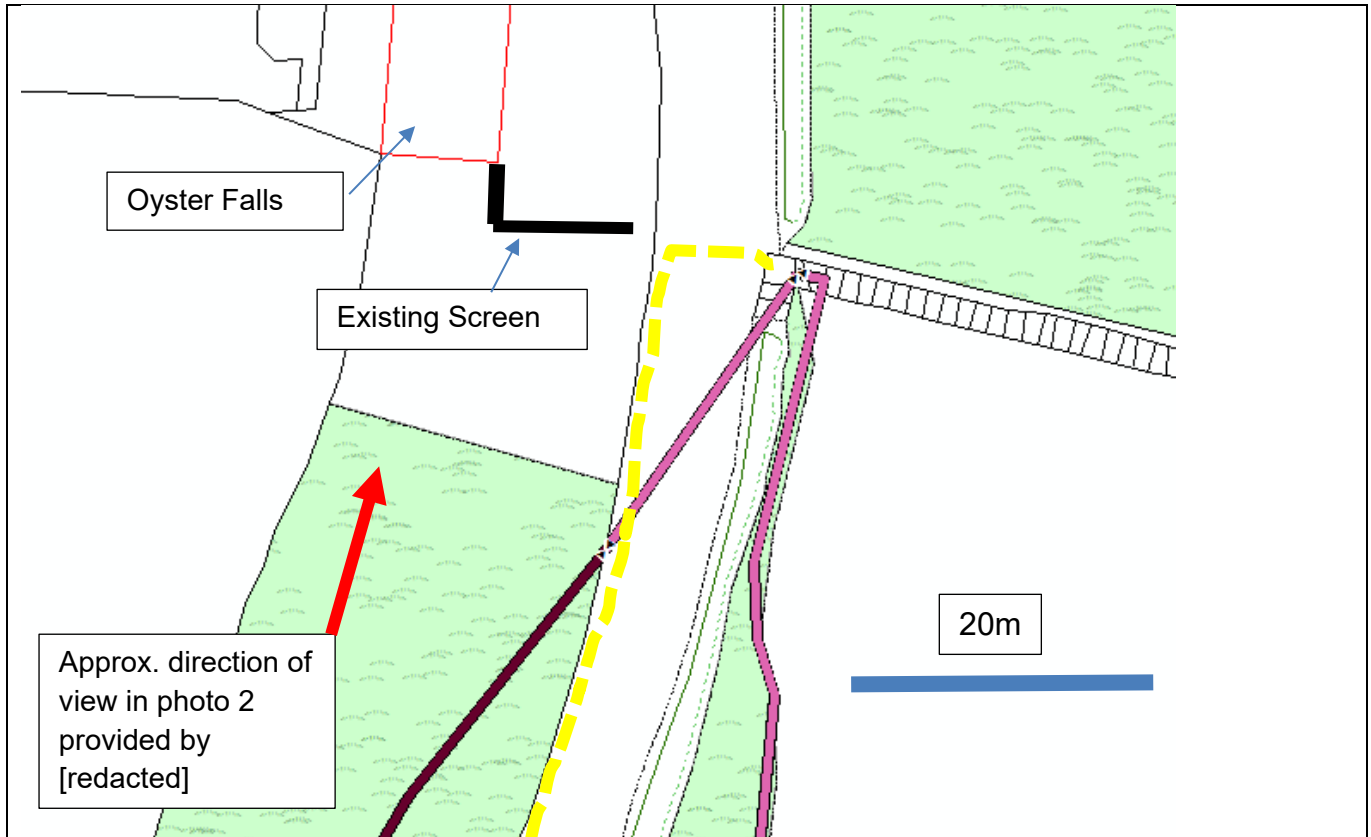 Oyster Falls
Existing Screen
20m
Approx. direction of
view in photo 2
provided by
[redacted]